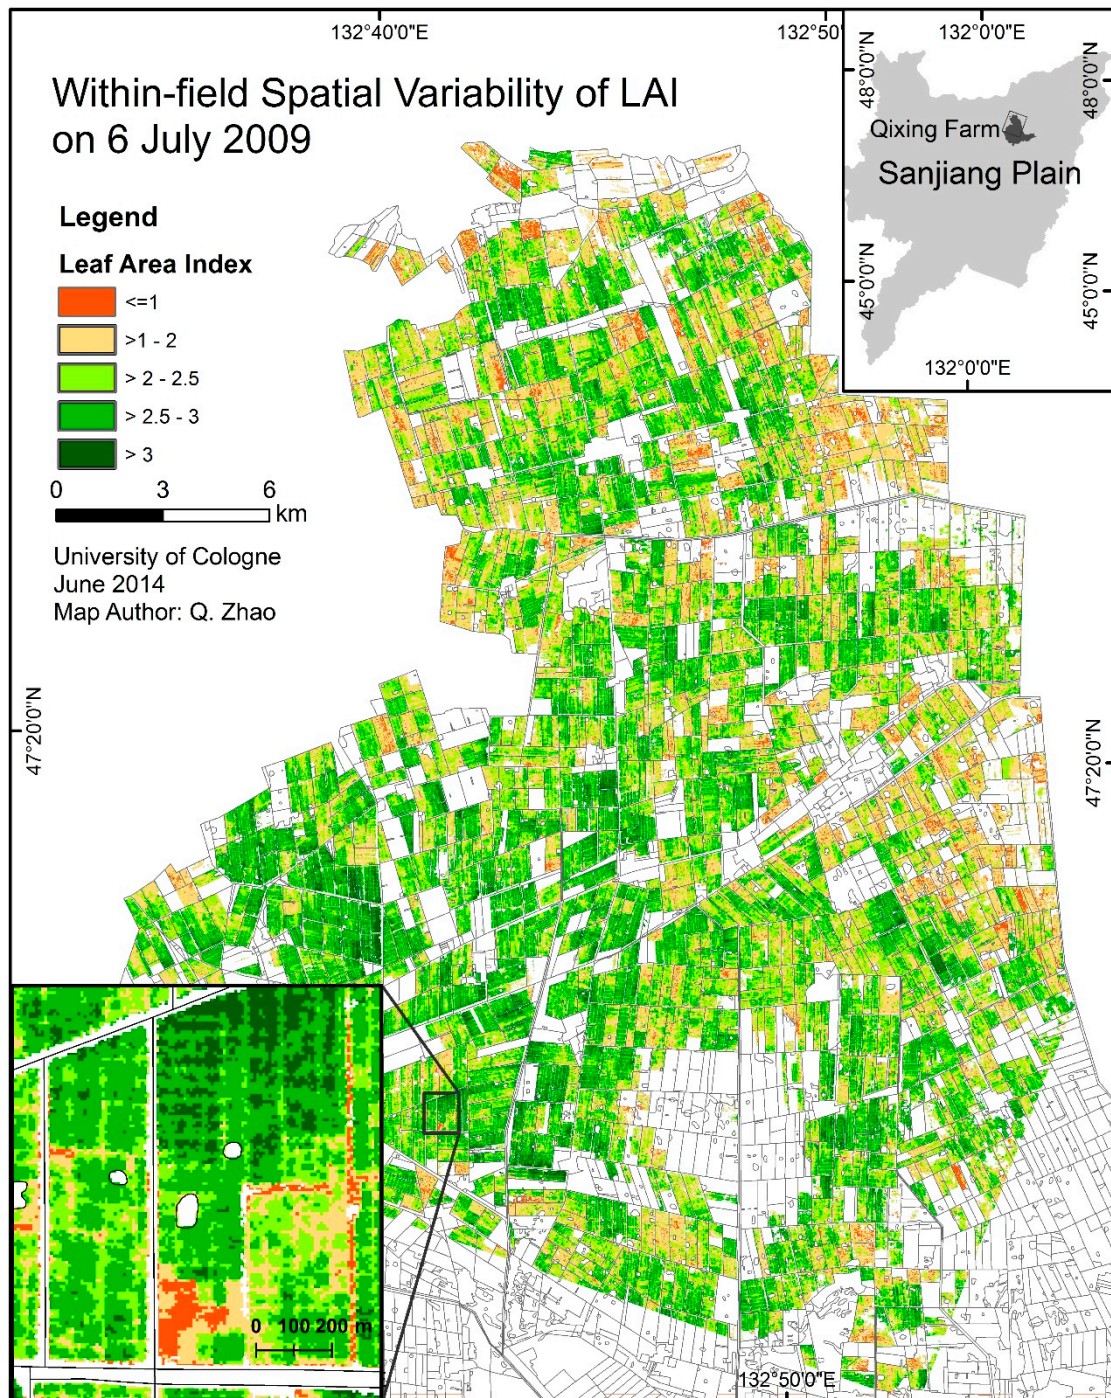 132°40'0"E
132°50'
132°0'0"E
Within-field Spatial Variability of LAI
on 6 July 2009
48°0'0"N
48°0'0"N
Qixing Farm
Sanjiang Plain
45°0'0"N
45°0'0"N
132°0'0"E
Legend
Leaf Area Index
<=1
>1 - 2
> 2 - 2.5
> 2.5 - 3
> 3
0 3 6
km
University of Cologne
June 2014
Map Author: Q. Zhao
47°20'0"N
47°20'0"N
0 100 200 m
132°50'0"E